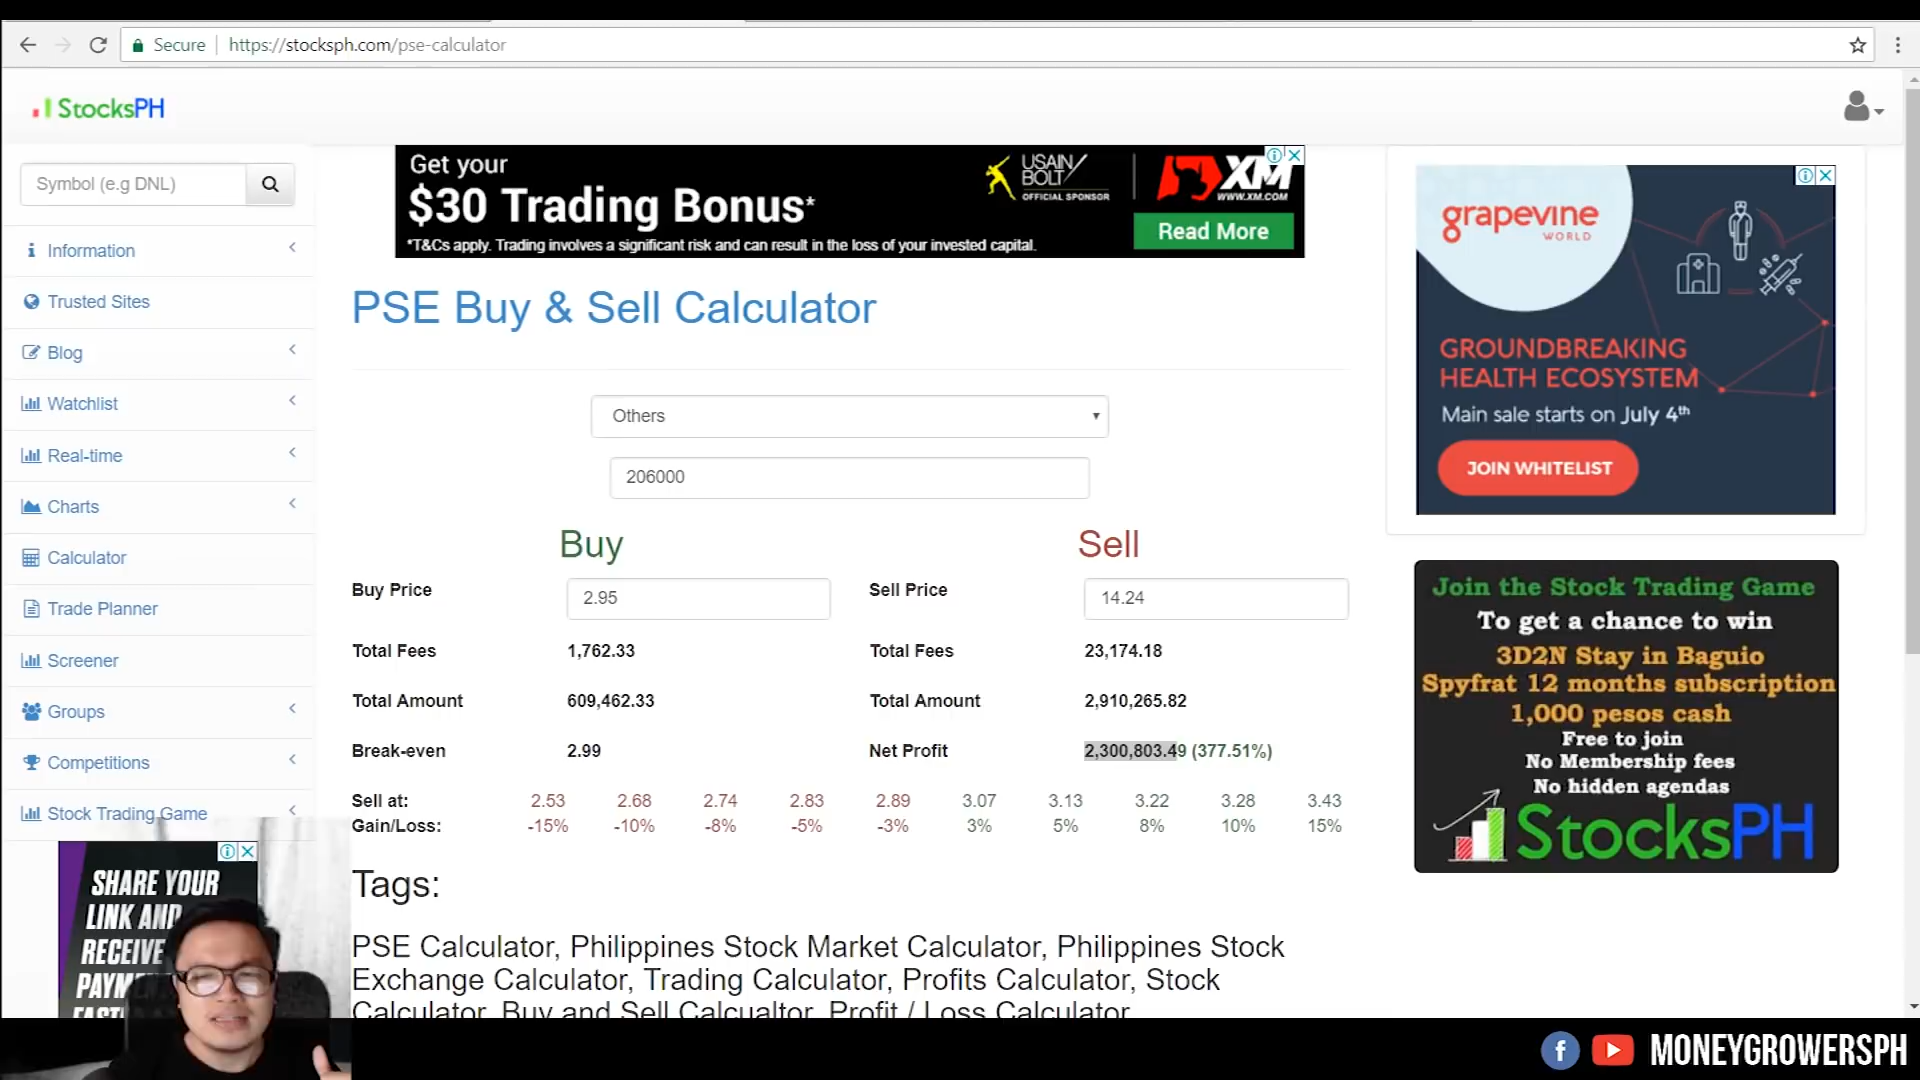 Secure
https://stocksph.com/pse-calculator
StocksPH
Symbol (e.g DNL)
Information
Trusted Sites
Blog
Watchlist
Real-time
Charts
Calculator
Trade Planner
Screener
Groups
Competitions
Stock Trading Game
SHARE YOUR
LINK AND
RECEIVE
Get your
$30 Trading Bonus*
*T&Cs apply. Trading involves a significant risk and can result in the loss of your invested capital.
USAIN
BOLT
OFFICIAL SPONSOR
XM
WWW.XM.COM
Read More
PSE Buy & Sell Calculator
Others
206000
Buy Sell
Buy Price 2.95 Sell Price 14.24
Total Fees 1,762.33 Total Fees 23,174.18
Total Amount 609,462.33 Total Amount 2,910,265.82
Break-even 2.99 Net Profit 2,300,803.49 (377.51%)
Sell at: 2.53 2.68 2.74 2.83 2.89 3.07 3.13 3.22 3.28 3.43
Gain/Loss: -15% -10% -8% -5% -3% 3% 5% 8% 10% 15%
Tags:
PSE Calculator, Philippines Stock Market Calculator, Philippines Stock
Exchange Calculator, Trading Calculator, Profits Calculator, Stock
Calculator, Buy and Sell Calcualtor, Profit / Loss Calculator
grapevine
WORLD
GROUNDBREAKING
HEALTH ECOSYSTEM
Main sale starts on July 4th
JOIN WHITELIST
Join the Stock Trading Game
To get a chance to win
3D2N Stay in Baguio
Spyfrat 12 months subscription
1,000 pesos cash
Free to join
No Membership fees
No hidden agendas
StocksPH
MONEYGROWERSPH